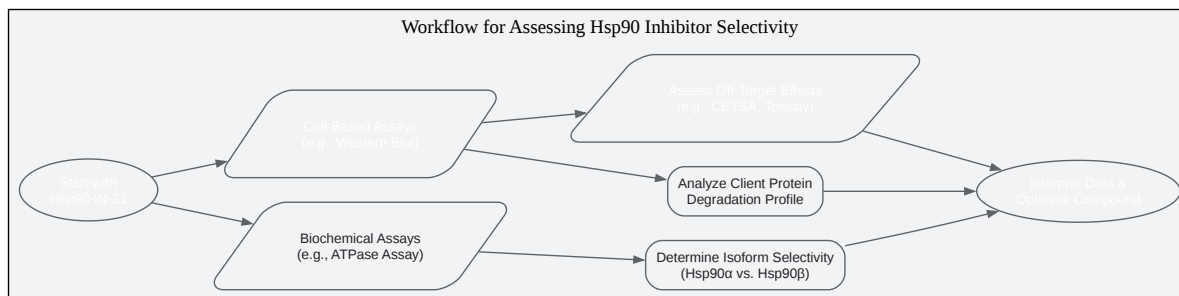 Workflow for Assessing Hsp90 Inhibitor Selectivity
Start with
Hsp90-IN-21
Cell-Based Assays
(e.g., Western Blot)
Biochemical Assays
(e.g., ATPase Assay)
Assess Off-Target Effects
(e.g., CETSA, Toxicity)
Analyze Client Protein
Degradation Profile
Determine Isoform Selectivity
(Hsp90α vs. Hsp90β)
Interpret Data &
Optimize Compound